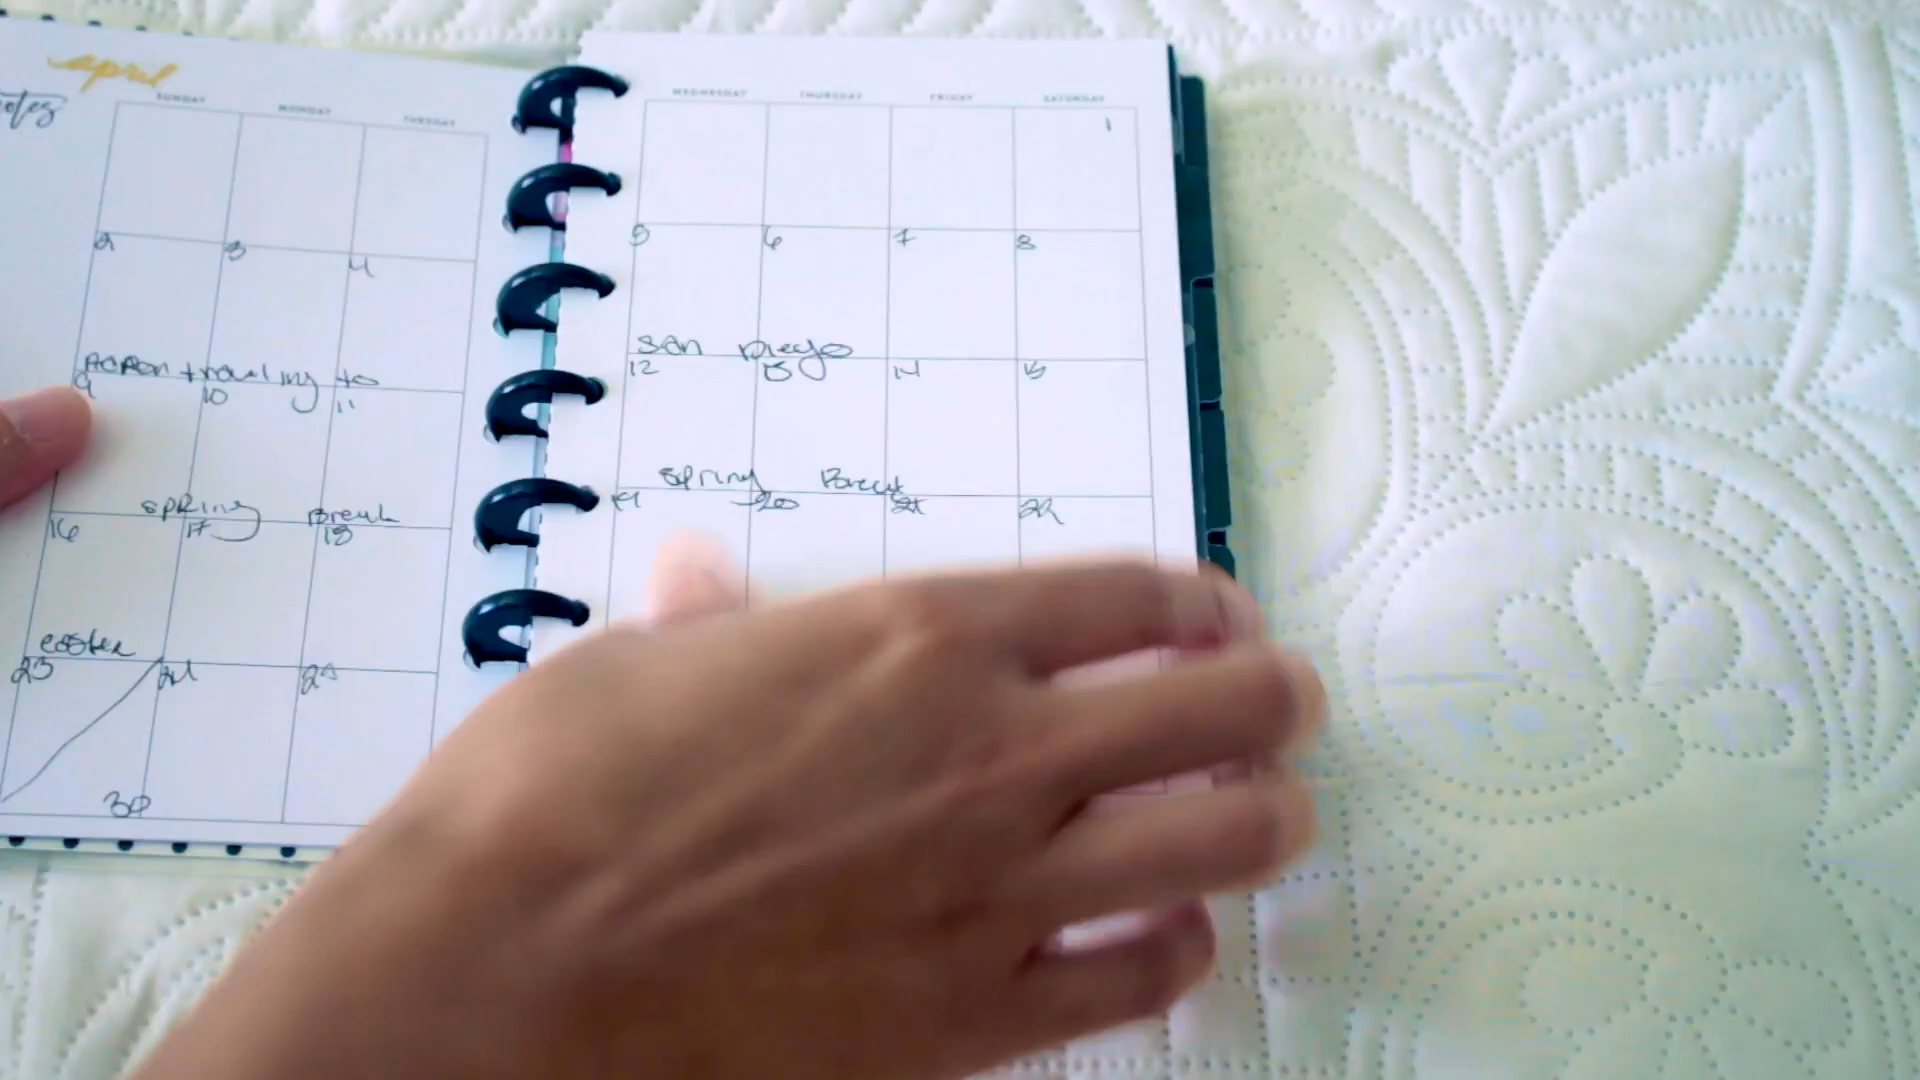 april
notes
SUNDAY MONDAY TUESDAY
WEDNESDAY THURSDAY FRIDAY SATURDAY
1
2 3 4
5 6 7 8
traveling to
San Diego
9 10 11
12 13 14 15
Spring Break
Spring Break
16 17 18
19 20 21 22
easter
23 24 25
30